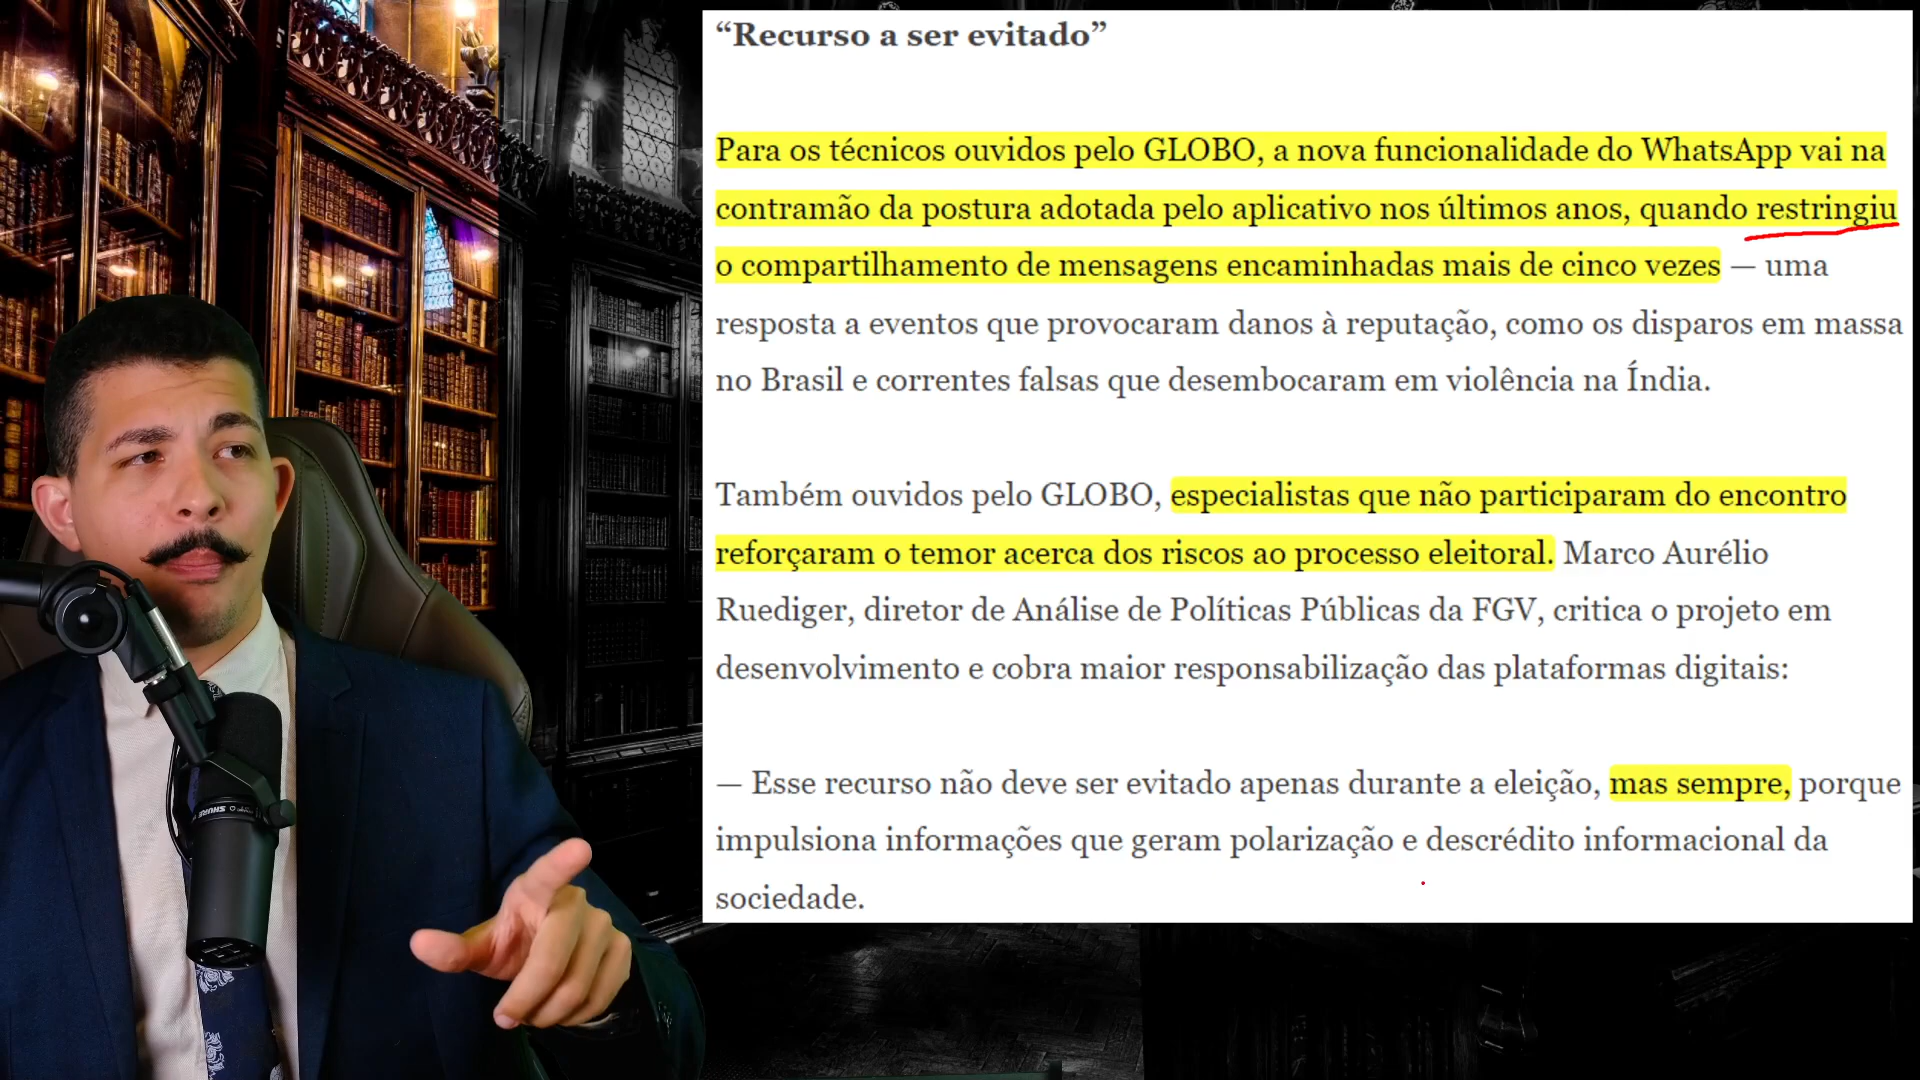 “Recurso a ser evitado”
Para os técnicos ouvidos pelo GLOBO, a nova funcionalidade do WhatsApp vai na
contramão da postura adotada pelo aplicativo nos últimos anos, quando restringiu
o compartilhamento de mensagens encaminhadas mais de cinco vezes — uma
resposta a eventos que provocaram danos à reputação, como os disparos em massa
no Brasil e correntes falsas que desembocaram em violência na Índia.
Também ouvidos pelo GLOBO, especialistas que não participaram do encontro
reforçaram o temor acerca dos riscos ao processo eleitoral. Marco Aurélio
Ruediger, diretor de Análise de Políticas Públicas da FGV, critica o projeto em
desenvolvimento e cobra maior responsabilização das plataformas digitais:
— Esse recurso não deve ser evitado apenas durante a eleição, mas sempre, porque
impulsiona informações que geram polarização e descrédito informacional da
sociedade.
SHURE